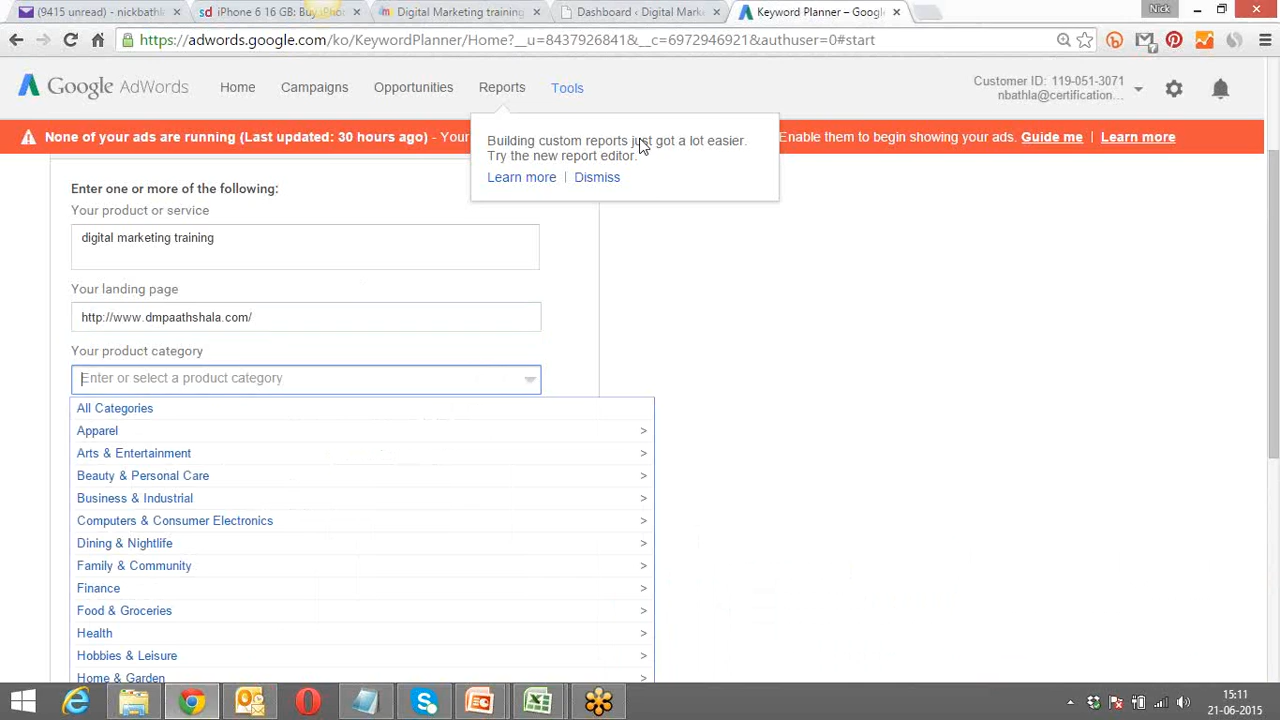 (9415 unread) - nickbathl
iPhone 6 16 GB: Buy iPhon
Digital Marketing training
Dashboard ‹ Digital Mark
Keyword Planner – Google
Nick
https://adwords.google.com/ko/KeywordPlanner/Home?__u=8437926841&__c=6972946921&authuser=0#start
Google AdWords
Home
Campaigns
Opportunities
Reports
Tools
Customer ID: 119-051-3071
nbathla@certification...
None of your ads are running (Last updated: 30 hours ago) - Your
Enable them to begin showing your ads. Guide me | Learn more
Building custom reports just got a lot easier.
Try the new report editor.
Learn more | Dismiss
Enter one or more of the following:
Your product or service
digital marketing training
Your landing page
http://www.dmpaathshala.com/
Your product category
Enter or select a product category
All Categories
Apparel >
Arts & Entertainment >
Beauty & Personal Care >
Business & Industrial >
Computers & Consumer Electronics >
Dining & Nightlife >
Family & Community >
Finance >
Food & Groceries >
Health >
Hobbies & Leisure >
Home & Garden >
15:11
21-06-2015